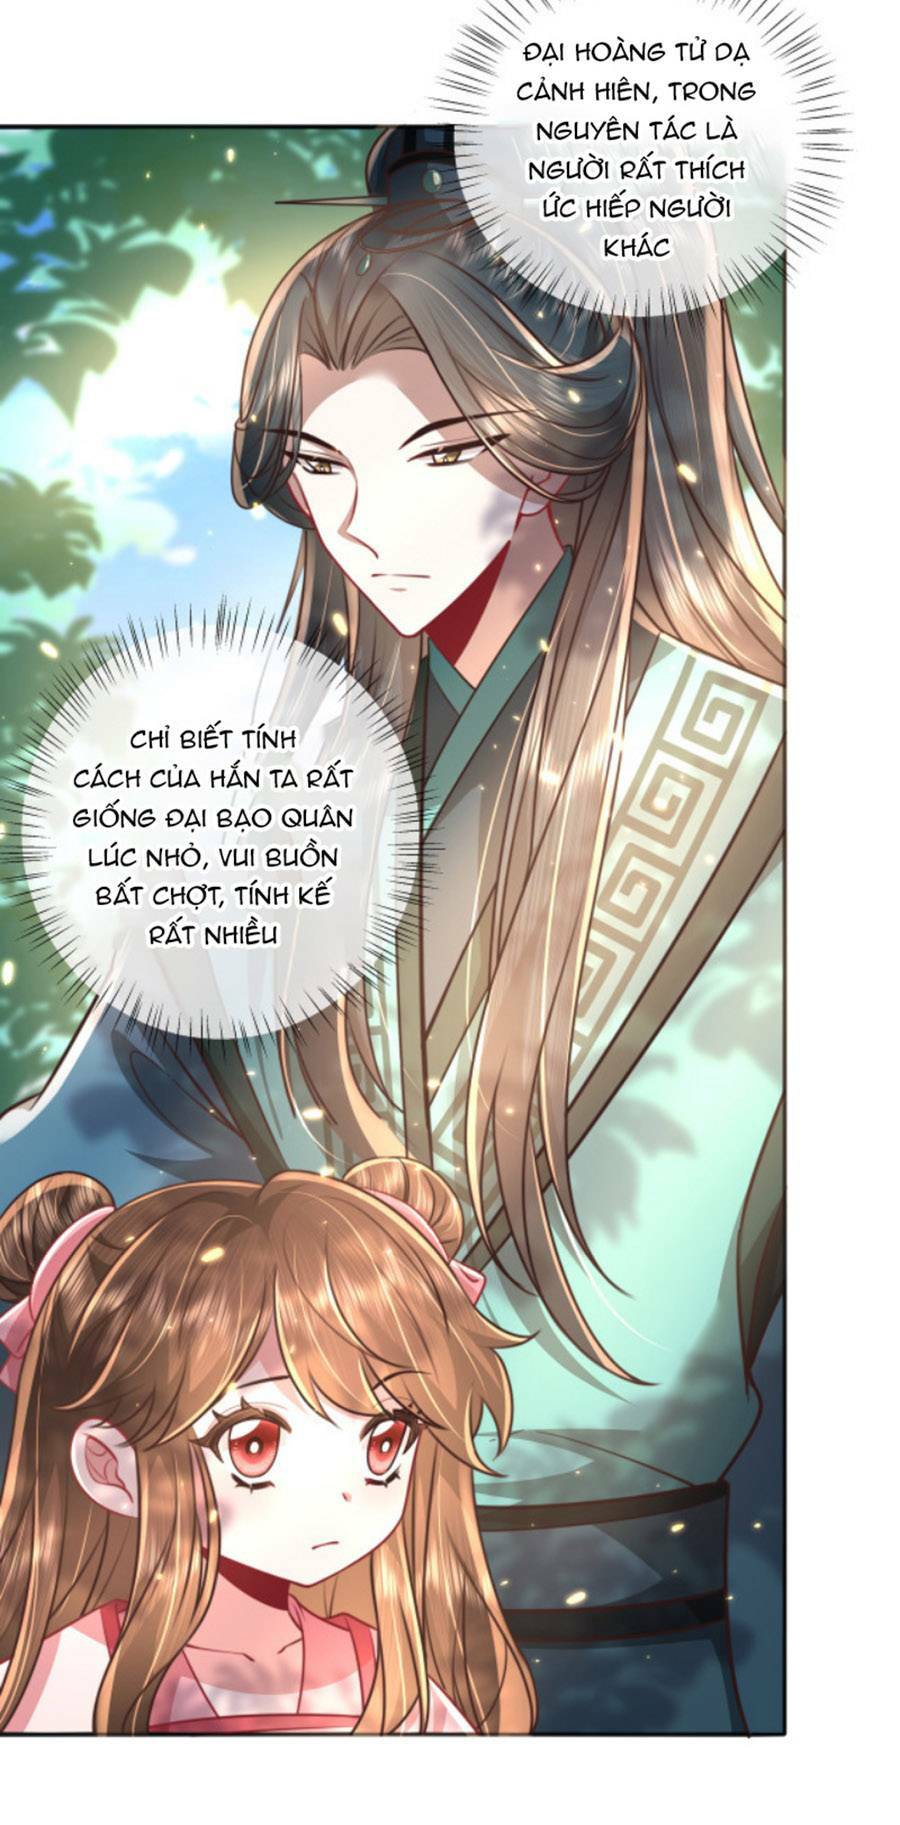 ĐẠI HOÀNG TỬ DẠ
CẢNH HIÊN, TRONG
NGUYÊN TÁC LÀ
NGƯỜI RẤT THÍCH
ỨC HIẾP NGƯỜI
KHÁC
CHỈ BIẾT TÍNH
CÁCH CỦA HẮN TA RẤT
GIỐNG ĐẠI BẠO QUÂN
LÚC NHỎ, VUI BUỒN
BẤT CHỢT, TÍNH KẾ
RẤT NHIỀU